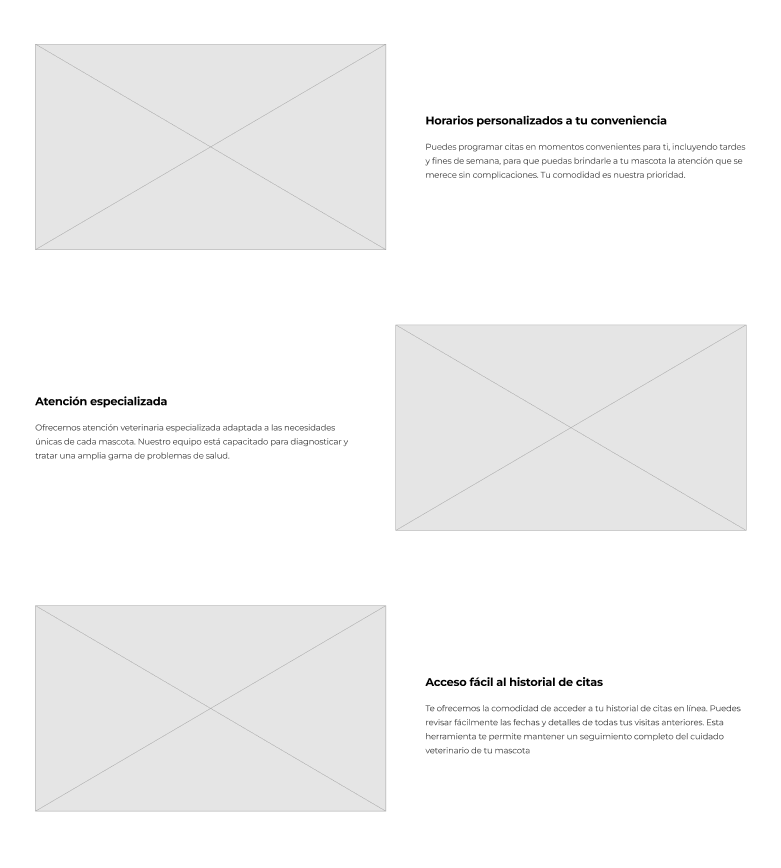 Horarios personalizados a tu conveniencia
Puedes programar citas en momentos convenientes para ti, incluyendo tardes
y fines de semana, para que puedas brindarle a tu mascota la atención que se
merece sin complicaciones. Tu comodidad es nuestra prioridad.
Atención especializada
Ofrecemos atención veterinaria especializada adaptada a las necesidades
únicas de cada mascota. Nuestro equipo está capacitado para diagnosticar y
tratar una amplia gama de problemas de salud.
Acceso fácil al historial de citas
Te ofrecemos la comodidad de acceder a tu historial de citas en línea. Puedes
revisar fácilmente las fechas y detalles de todas tus visitas anteriores. Esta
herramienta te permite mantener un seguimiento completo del cuidado
veterinario de tu mascota